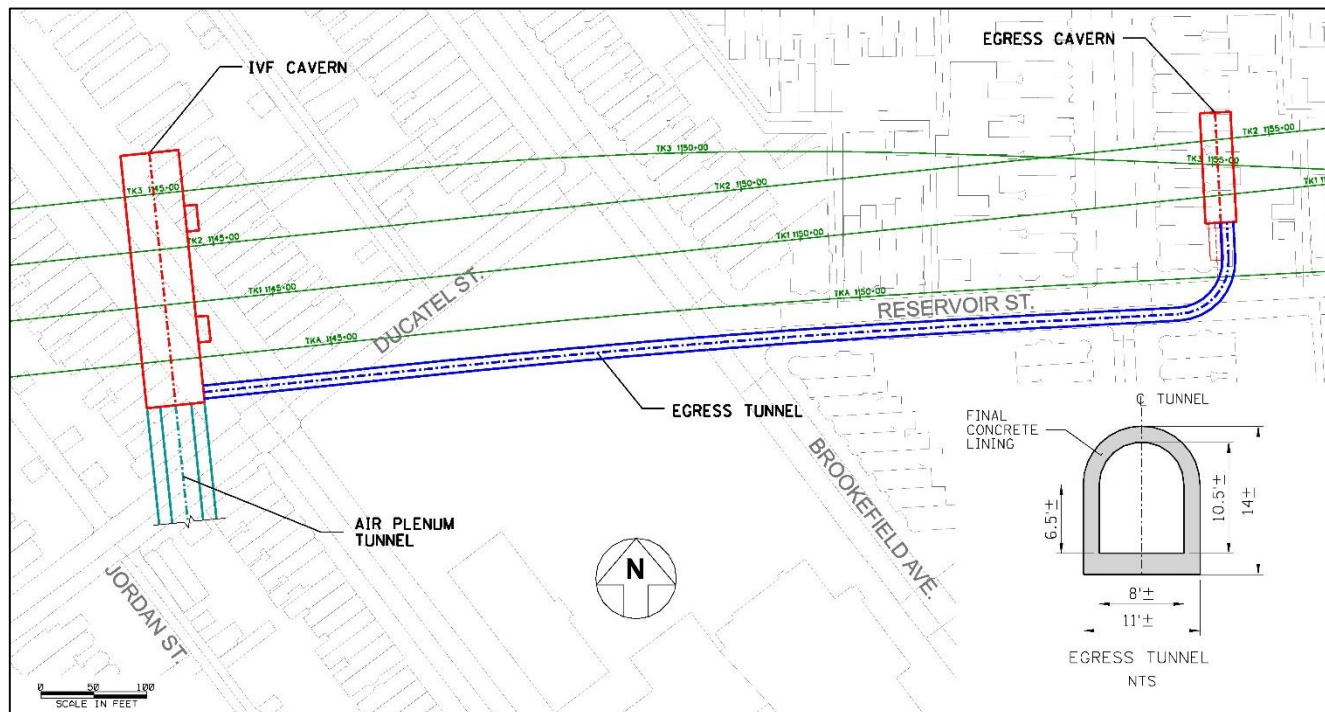 EGRESS CAVERN
IVF CAVERN
TK2 1155+00
TK3 1150+00
TK3 1155+00
TK3 1145+00
TK2 1150+00
TK1 11
TK2 1145+00
TK1 1150+00
TK1 1145+00
DUCATEL ST.
TKA 1150+00
RESERVOIR ST.
TKA 1145+00
EGRESS TUNNEL
BROOKEFIELD AVE.
AIR PLENUM
TUNNEL
JORDAN ST.
N
℄ TUNNEL
FINAL
CONCRETE
LINING
6.5'±
10.5'±
14±
8'±
11'±
EGRESS TUNNEL
NTS
0 50 100
SCALE IN FEET